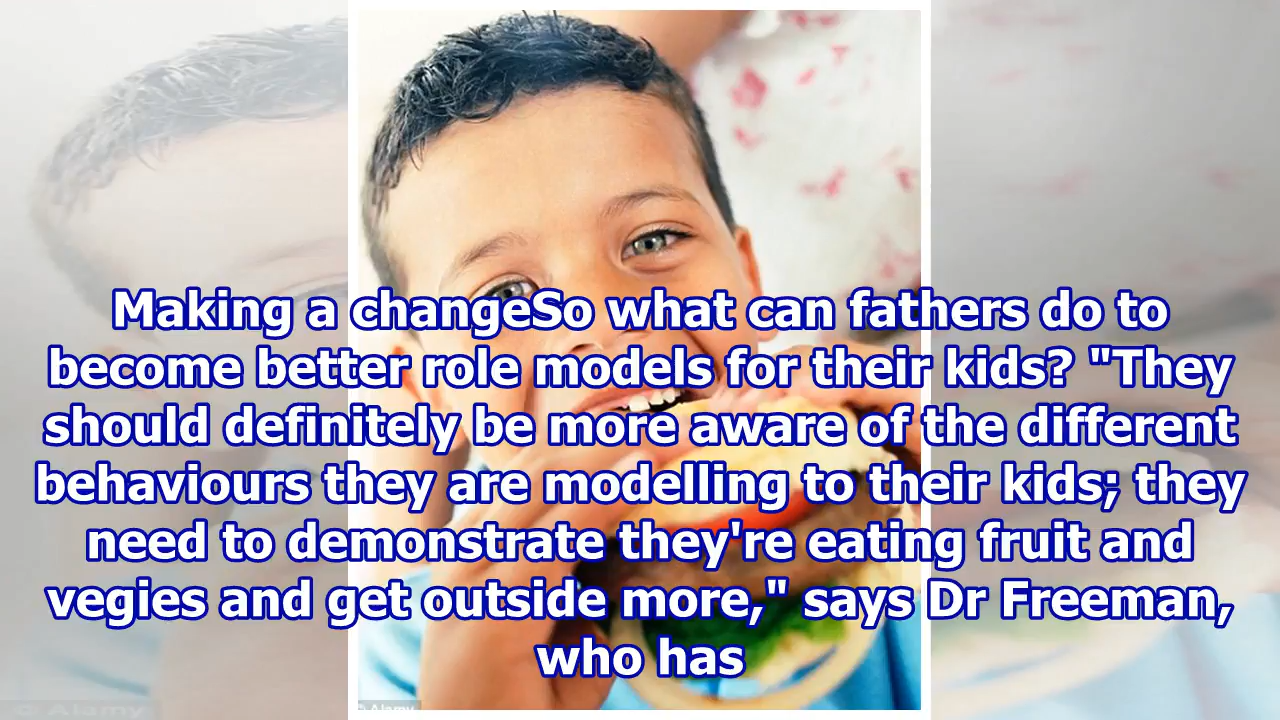 Making a changeSo what can fathers do to
become better role models for their kids? "They
should definitely be more aware of the different
behaviours they are modelling to their kids; they
need to demonstrate they're eating fruit and
vegies and get outside more," says Dr Freeman,
who has
© Alamy
© Alamy